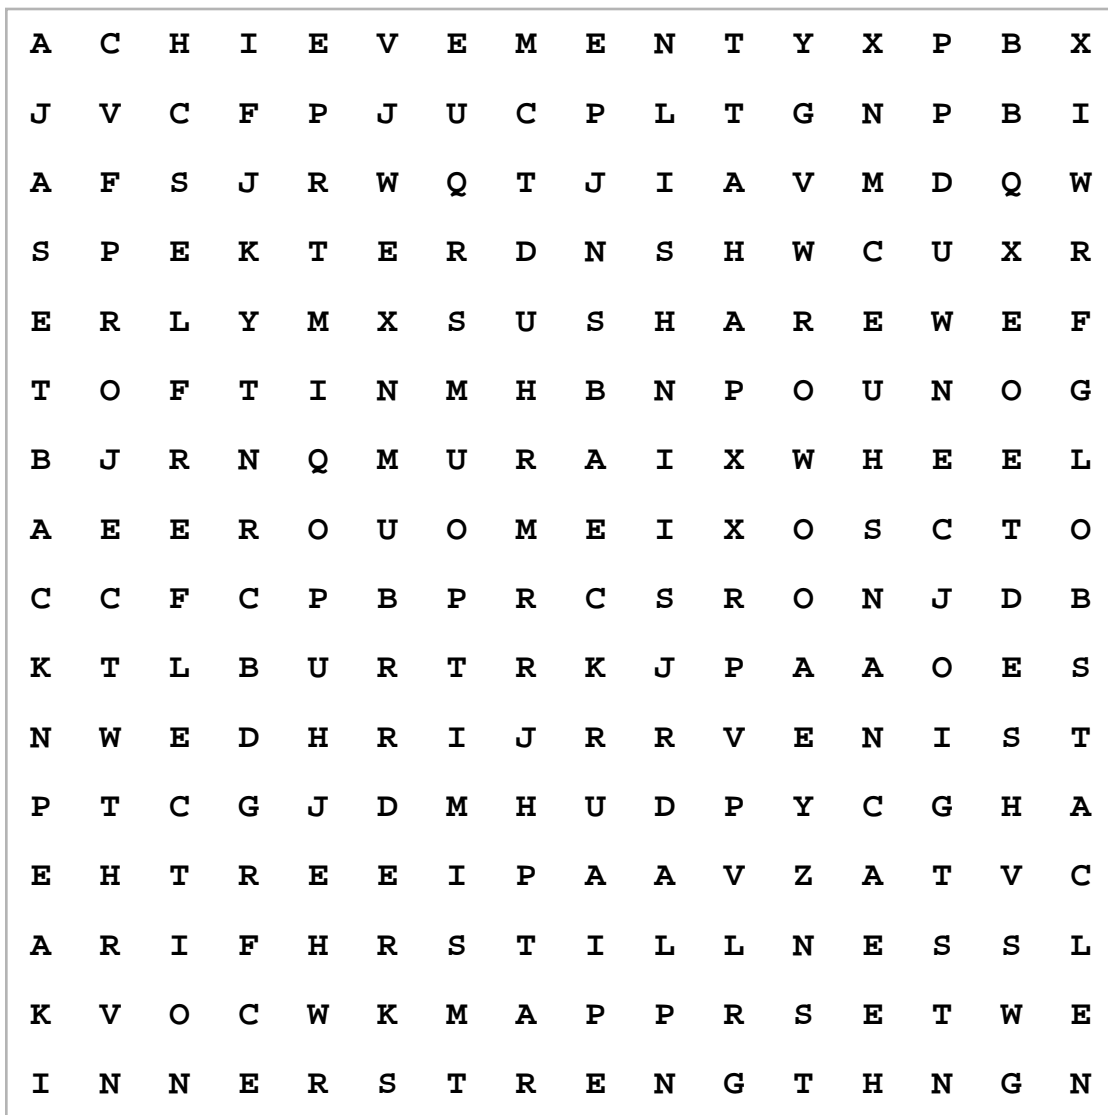 A C H I E V E M E N T Y X P B X
J V C F P J U C P L T G N P B I
A F S J R W Q T J I A V M D Q W
S P E K T E R D N S H W C U X R
E R L Y M X S U S H A R E W E F
T O F T I N M H B N P O U N O G
B J R N Q M U R A I X W H E E L
A E E R O U O M E I X O S C T O
C C F C P B P R C S R O N J D B
K T L B U R T R K J P A A O E S
N W E D H R I J R R V E N I S T
P T C G J D M H U D P Y C G H A
E H T R E E I P A A V Z A T V C
A R I F H R S T I L L N E S S L
K V O C W K M A P P R S E T W E
I N N E R S T R E N G T H N G N